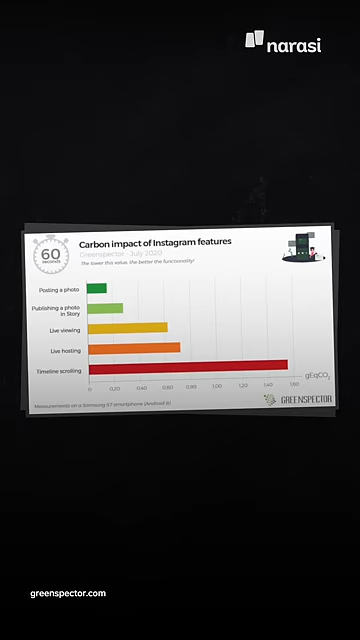 narasi
60
seconds
Carbon impact of Instagram features
Greenspector - July 2020
The lower this value, the better the functionality!
Posting a photo
Publishing a photo
in Story
Live viewing
Live hosting
Timeline scrolling
0 0,20 0,40 0,60 0,80 1,00 1,20 1,40 1,60
gEqCO2
Measurements on a Samsung S7 smartphone (Android 8)
GREENSPECTOR
greenspector.com